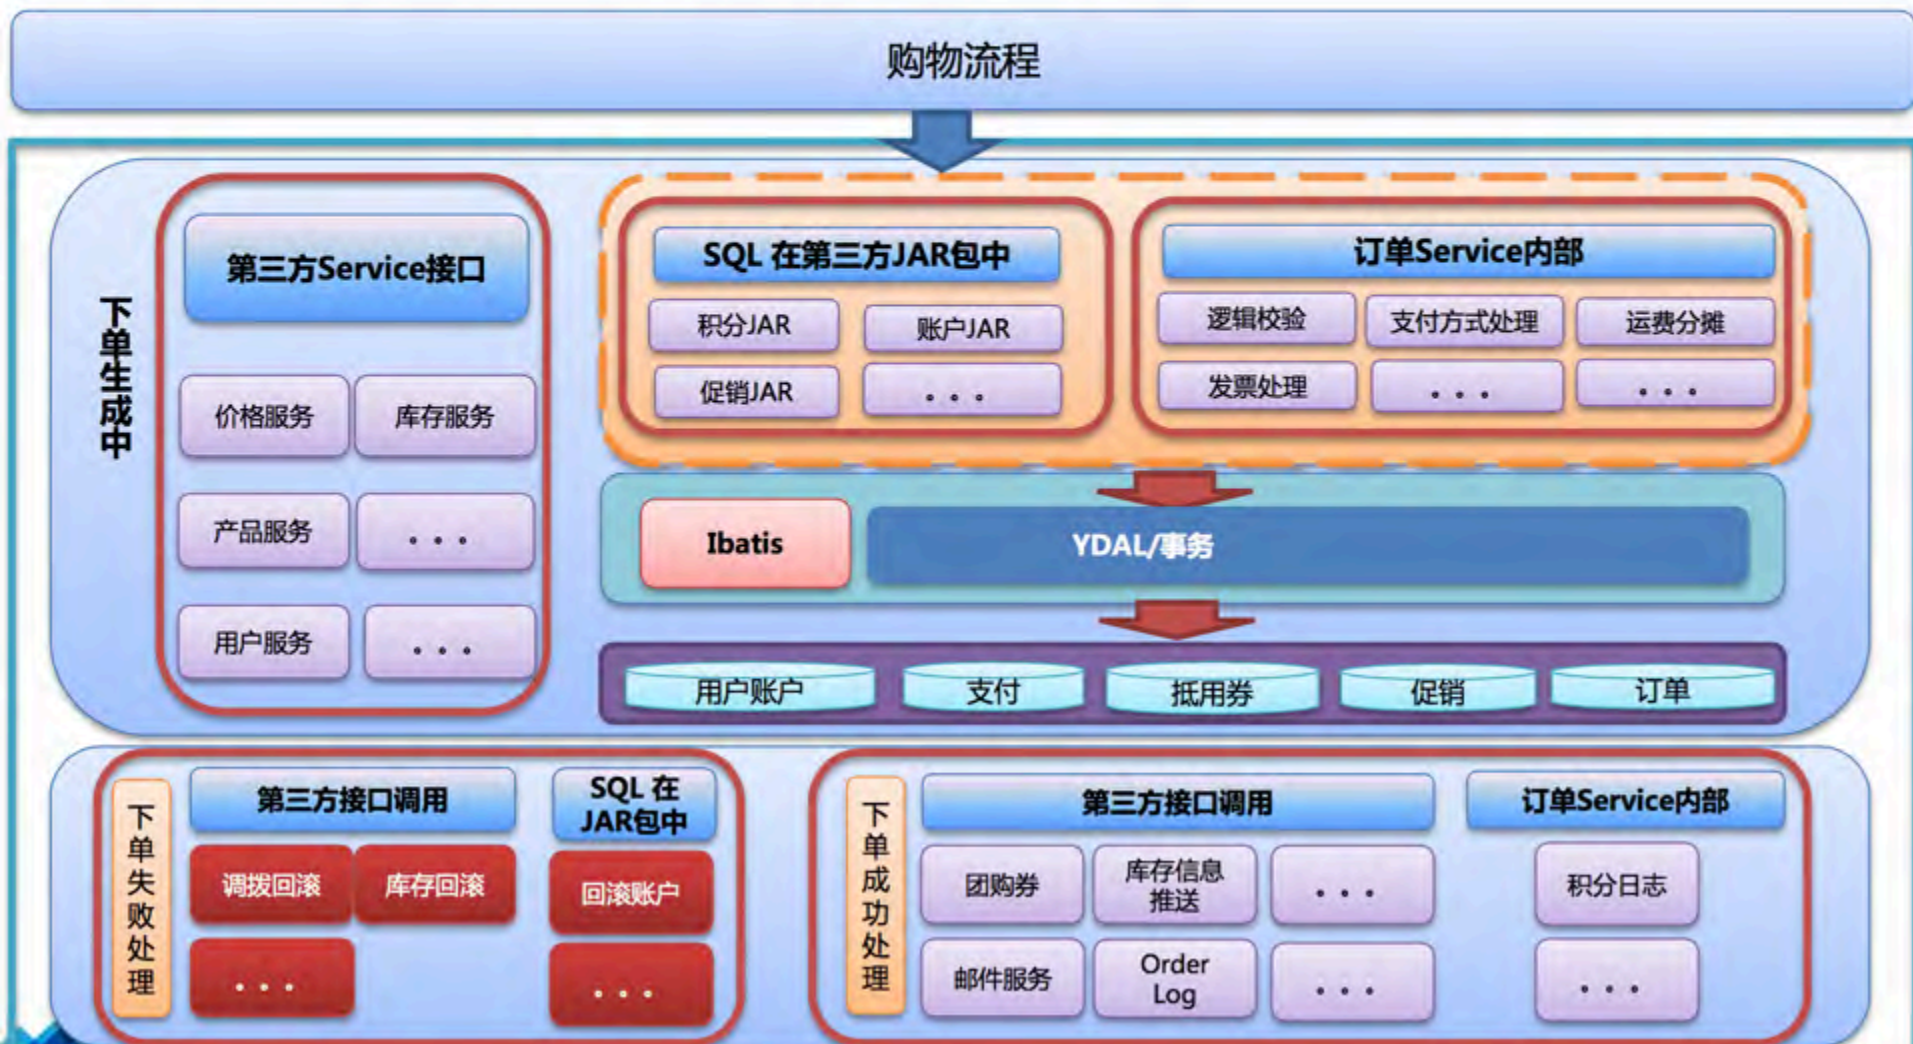 购物流程
下单生成中
第三方Service接口
价格服务
库存服务
产品服务
。。。
用户服务
。。。
SQL 在第三方JAR包中
积分JAR
账户JAR
促销JAR
。。。
订单Service内部
逻辑校验
支付方式处理
运费分摊
发票处理
。。。
。。。
Ibatis
YDAL/事务
用户账户
支付
抵用券
促销
订单
下单失败处理
第三方接口调用
调拨回滚
库存回滚
。。。
SQL 在
JAR包中
回滚账户
。。。
下单成功处理
第三方接口调用
团购券
库存信息
推送
。。。
邮件服务
Order
Log
。。。
订单Service内部
积分日志
。。。